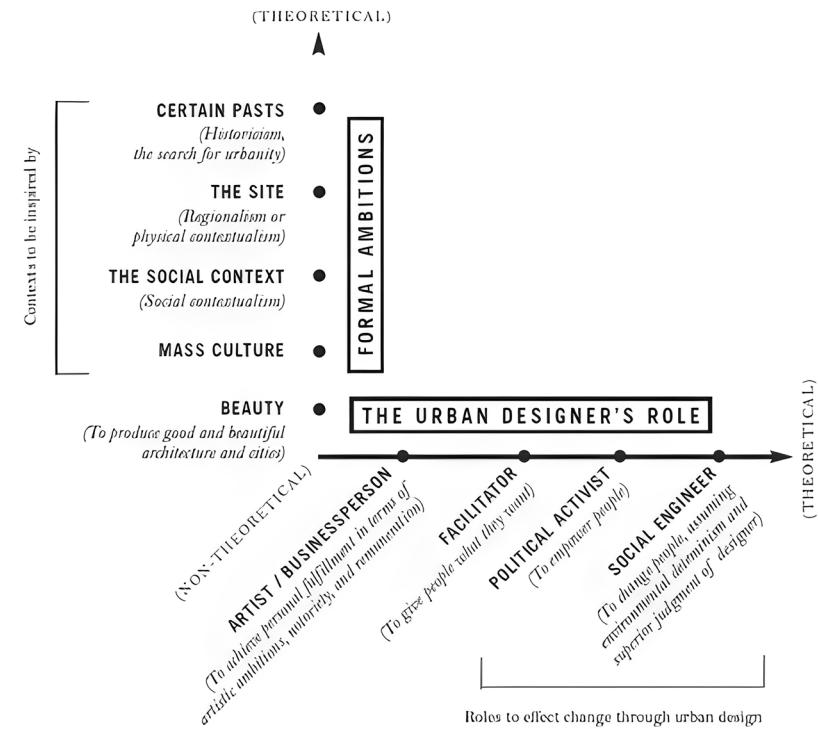 (THEORETICAL)
CERTAIN PASTS
(Historicism,
the search for urbanity)
THE SITE
(Regionalism or
physical contextualism)
THE SOCIAL CONTEXT
(Social contextualism)
MASS CULTURE
BEAUTY
(To produce good and beautiful
architecture and cities)
Contexts to be inspired by
FORMAL AMBITIONS
THE URBAN DESIGNER'S ROLE
(THEORETICAL)
(NON-THEORETICAL)
ARTIST / BUSINESSPERSON
(To achieve personal fulfillment in terms of
artistic ambitions, notoriety, and remuneration)
FACILITATOR
(To give people what they want)
POLITICAL ACTIVIST
(To empower people)
SOCIAL ENGINEER
(To change people, assuming
environmental determinism and
superior judgment of designer)
Roles to effect change through urban design